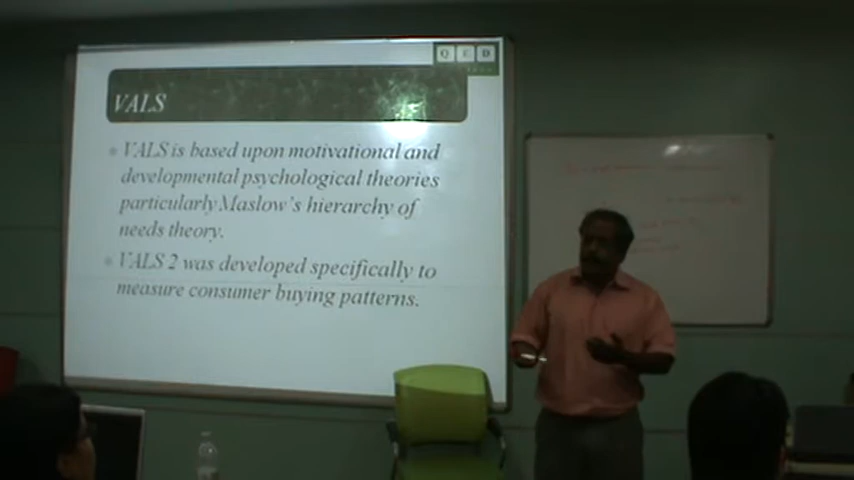 Q E D
VALS
VALS is based upon motivational and
developmental psychological theories
particularly Maslow's hierarchy of
needs theory.
VALS 2 was developed specifically to
measure consumer buying patterns.